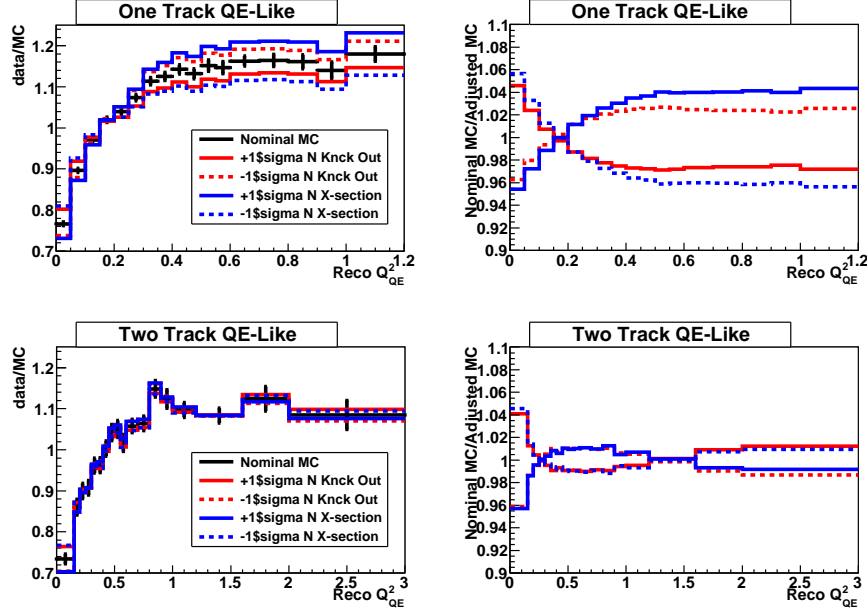 One Track QE-Like
data/MC
1.2
1.1
1
0.9
0.8
0.7
Nominal MC
+1$sigma N Knck Out
-1$sigma N Knck Out
+1$sigma N X-section
-1$sigma N X-section
0 0.2 0.4 0.6 0.8 1 1.2
Reco Q²QE
One Track QE-Like
Nominal MC/Adjusted MC
1.1
1.08
1.06
1.04
1.02
1
0.98
0.96
0.94
0.92
0.9
0 0.2 0.4 0.6 0.8 1 1.2
Reco Q²QE
Two Track QE-Like
data/MC
1.2
1.1
1
0.9
0.8
0.7
Nominal MC
+1$sigma N Knck Out
-1$sigma N Knck Out
+1$sigma N X-section
-1$sigma N X-section
0 0.5 1 1.5 2 2.5 3
Reco Q²QE
Two Track QE-Like
Nominal MC/Adjusted MC
1.1
1.08
1.06
1.04
1.02
1
0.98
0.96
0.94
0.92
0.9
0 0.5 1 1.5 2 2.5 3
Reco Q²QE